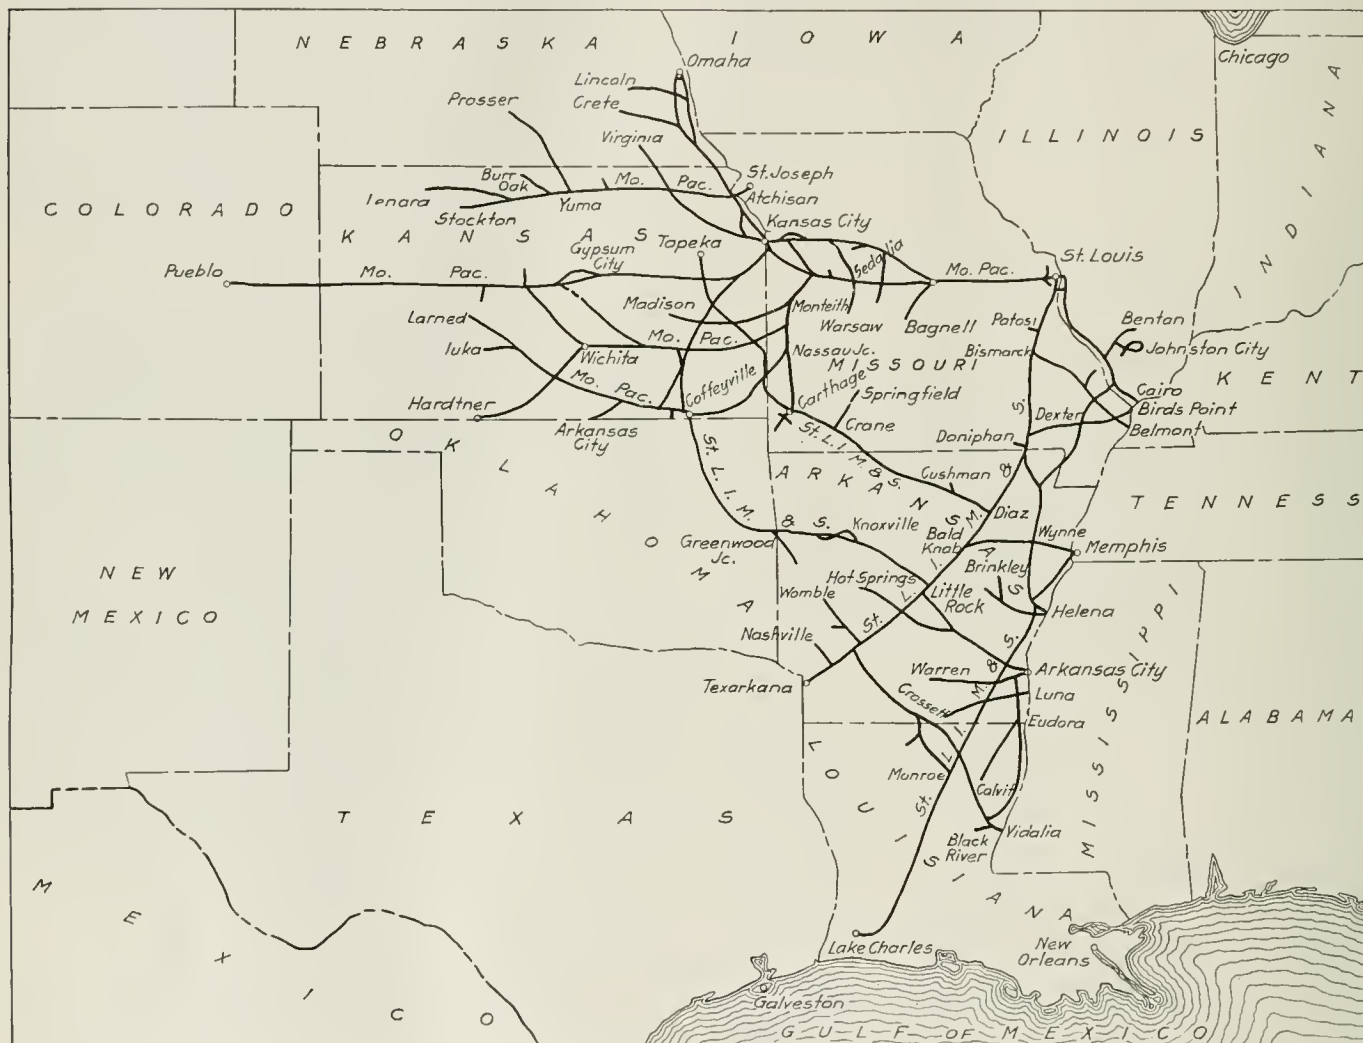 NEBRASKA
IOWA
Chicago
Omaha
Lincoln
Crete
Prosser
Virginia
ILLINOIS
INDIANA
St. Joseph
Atchison
Burr
Oak
Mo. Pac.
Lenara
Stockton
Yuma
COLORADO
KANSAS
Kansas City
Topeka
Gypsum
City
Sedalia
St. Louis
Pueblo
Mo. Pac.
Mo. Pac.
Madison
Monteith
Warsaw
Bagnell
Patosi
Benton
Larned
Iuka
Mo. Pac.
Wichita
Nassau Jc.
MISSOURI
Bismarck
Johnston City
KENT
Mo. Pac.
Coffeyville
Carthage
Springfield
Cairo
Birds Point
Belmont
Hardtner
Arkansas
City
Crane
Dexter
Doniphan
OKLAHOMA
St. L. I. M. & S.
St. L. I. M. & S.
ARKANSAS
Cushman
Diaz
TENNESS
Knoxville
Bald
Knob
Wynne
Memphis
Greenwood
Jc.
NEW
MEXICO
Womble
Hot Springs
Brinkley
Little
Rock
Helena
Nashville
St. L. I. M. & S.
Texarkana
Warren
Arkansas City
Crossett
Luna
Eudora
MISSISSIPPI
ALABAMA
LOUISIANA
Monroe
Calvit
St. L. I. M. & S.
TEXAS
Black
River
Vidalia
MEXICO
Lake Charles
New
Orleans
Galveston
GULF OF MEXICO